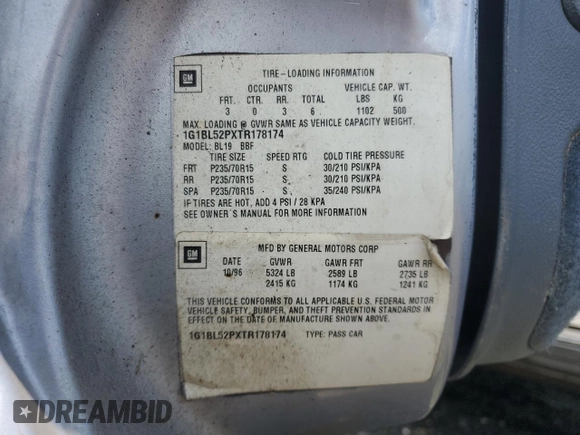 GM
TIRE-LOADING INFORMATION
OCCUPANTS VEHICLE CAP. WT.
FRT. CTR. RR. TOTAL LBS KG
3 0 3 6 1102 500
MAX. LOADING @ GVWR SAME AS VEHICLE CAPACITY WEIGHT.
1G1BL52PXTR178174
MODEL: BL19 BBF
TIRE SIZE SPEED RTG COLD TIRE PRESSURE
FRT P235/70R15 S 30/210 PSI/KPA
RR P235/70R15 S 30/210 PSI/KPA
SPA P235/70R15 S 35/240 PSI/KPA
IF TIRES ARE HOT, ADD 4 PSI / 28 KPA
SEE OWNER'S MANUAL FOR MORE INFORMATION
GM
MFD BY GENERAL MOTORS CORP
DATE GVWR GAWR FRT GAWR RR
10/96 5324 LB 2589 LB 2735 LB
2415 KG 1174 KG 1241 KG
THIS VEHICLE CONFORMS TO ALL APPLICABLE U.S. FEDERAL MOTOR
VEHICLE SAFETY, BUMPER, AND THEFT PREVENTION STANDARDS IN
EFFECT ON THE DATE OF MANUFACTURE SHOWN ABOVE.
1G1BL52PXTR178174 TYPE: PASS CAR
DREAMBID